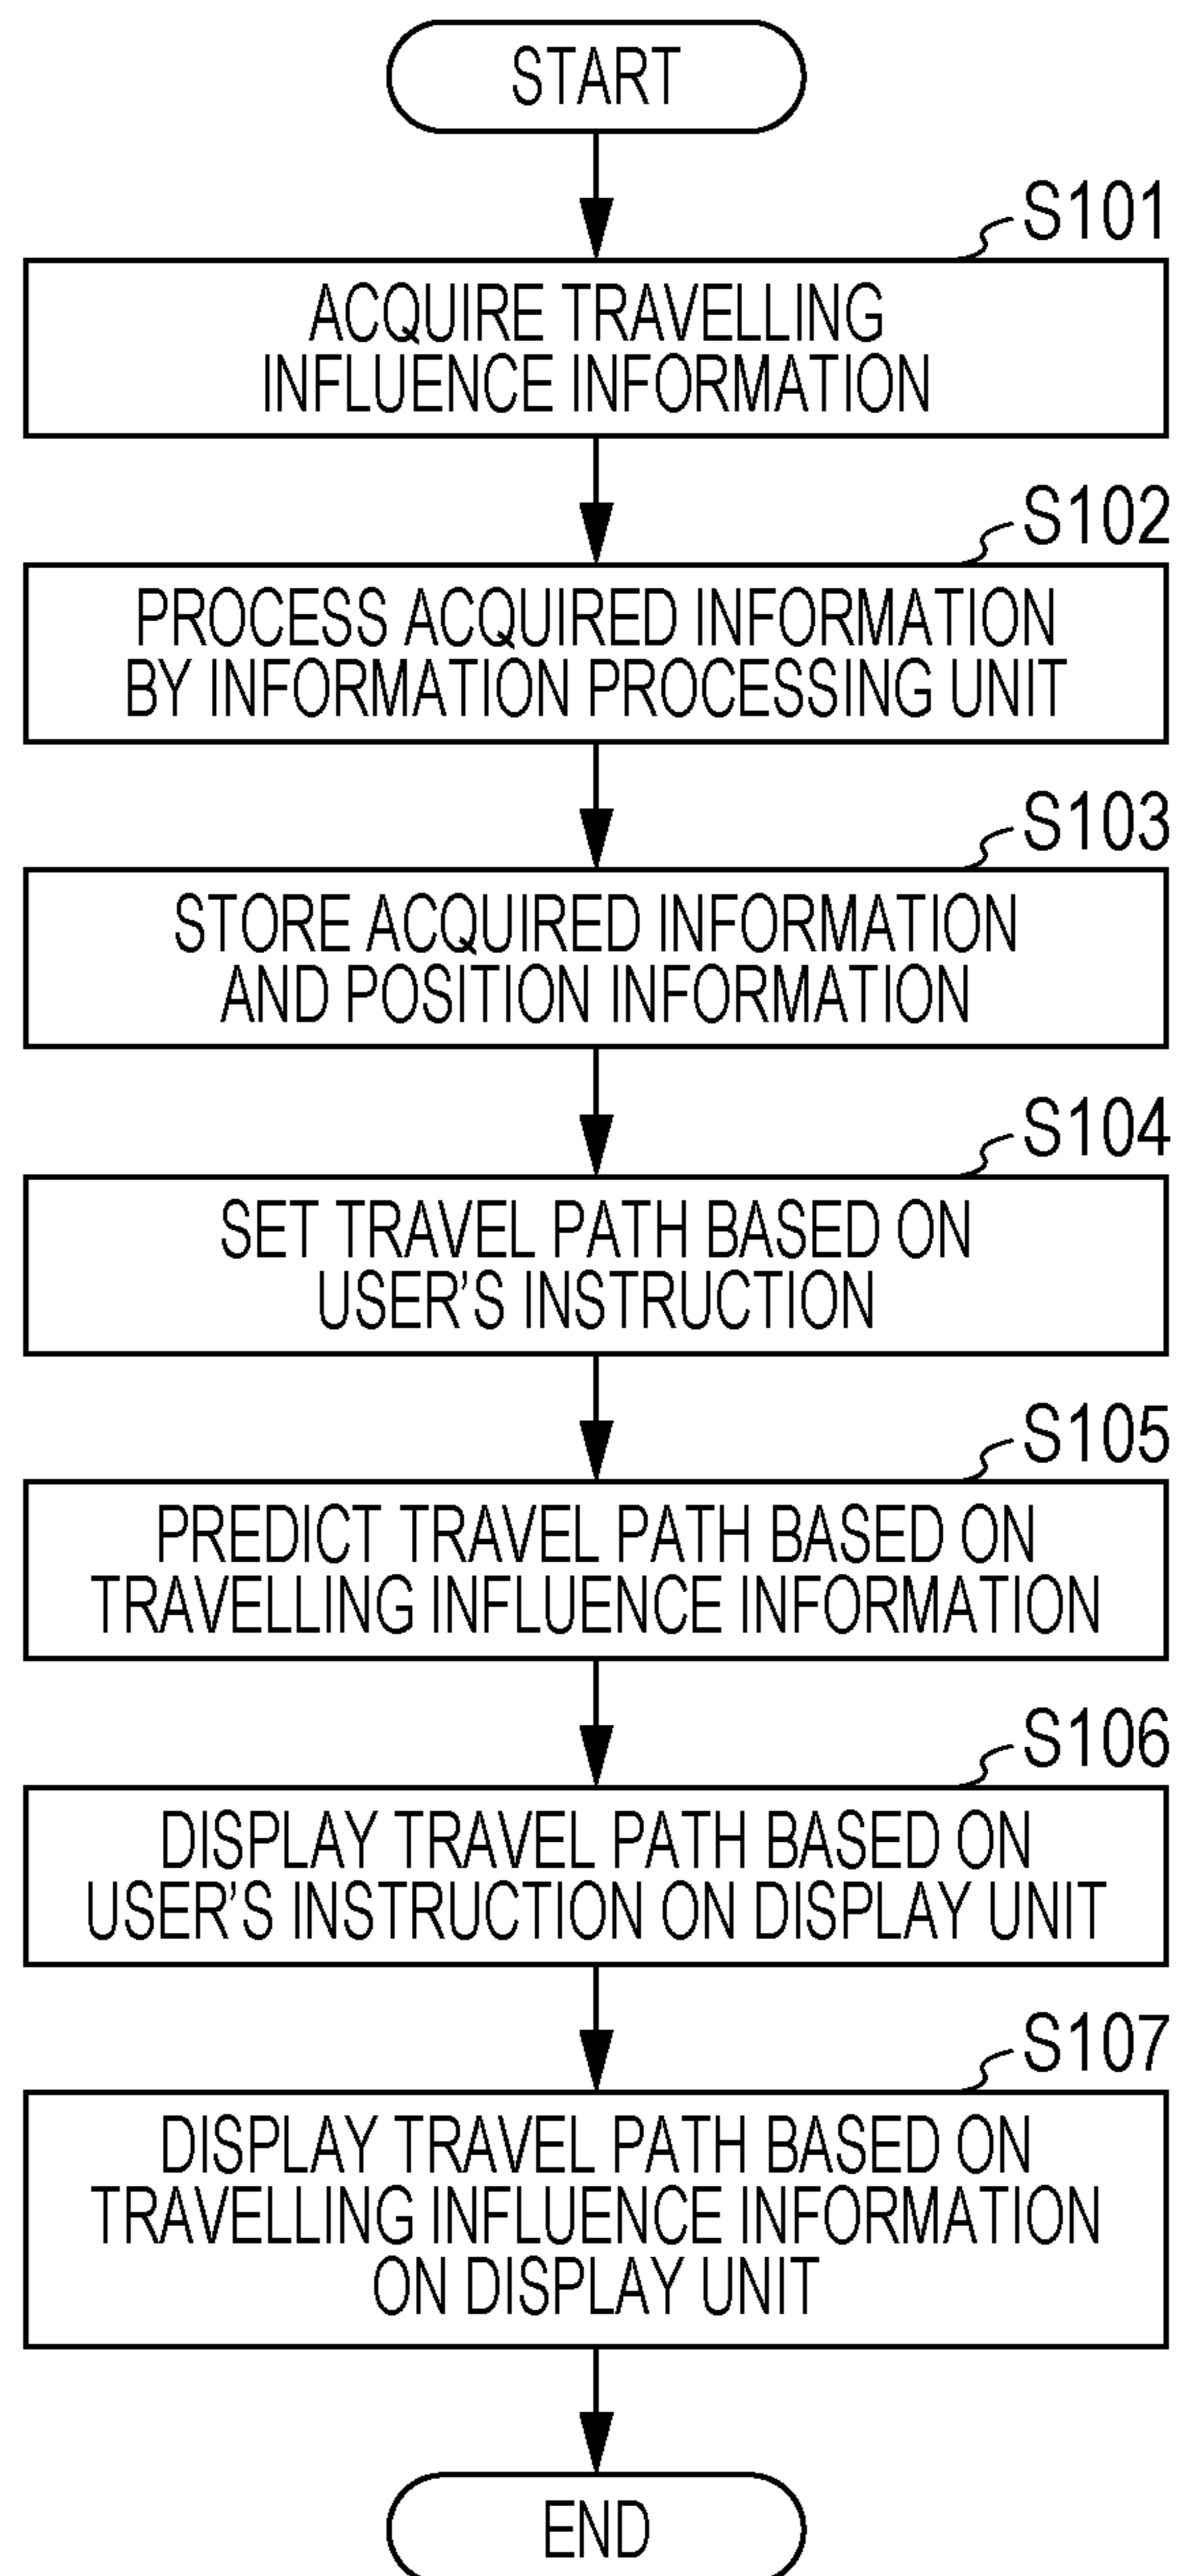 START
S101
ACQUIRE TRAVELLING
INFLUENCE INFORMATION
S102
PROCESS ACQUIRED INFORMATION
BY INFORMATION PROCESSING UNIT
S103
STORE ACQUIRED INFORMATION
AND POSITION INFORMATION
S104
SET TRAVEL PATH BASED ON
USER’S INSTRUCTION
S105
PREDICT TRAVEL PATH BASED ON
TRAVELLING INFLUENCE INFORMATION
S106
DISPLAY TRAVEL PATH BASED ON
USER’S INSTRUCTION ON DISPLAY UNIT
S107
DISPLAY TRAVEL PATH BASED ON
TRAVELLING INFLUENCE INFORMATION
ON DISPLAY UNIT
END